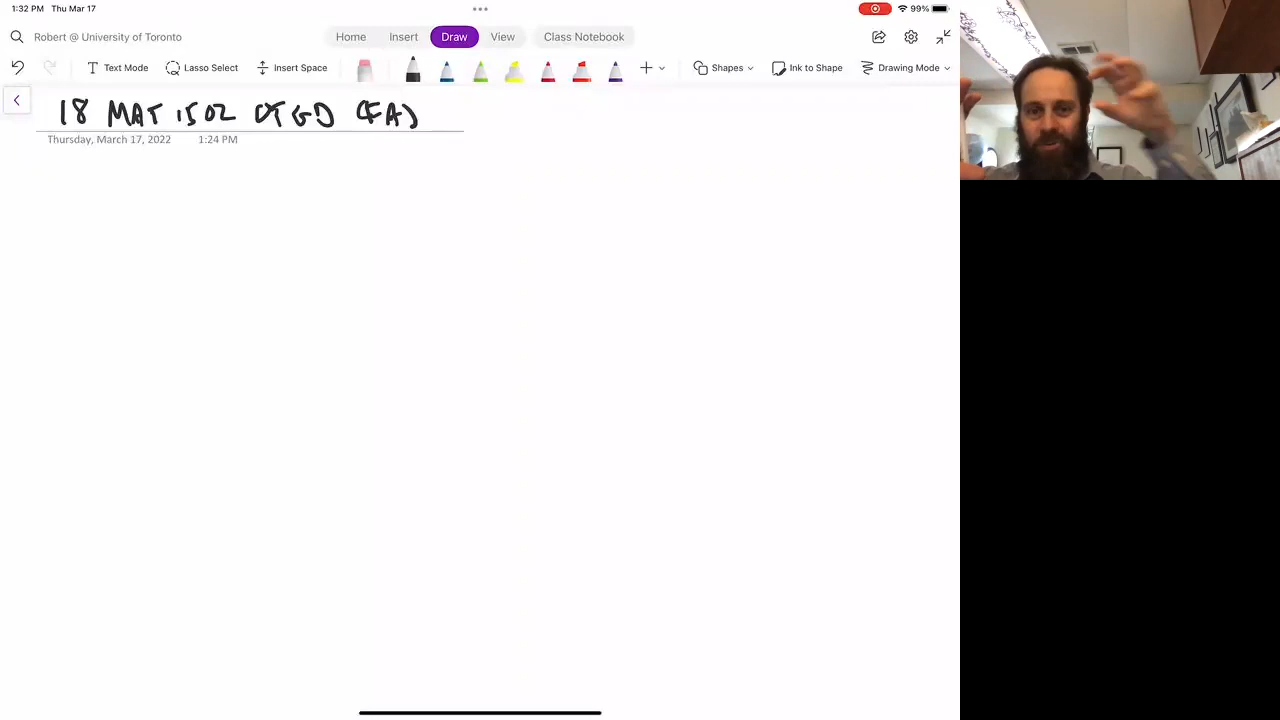 1:32 PM Thu Mar 17
99%
Robert @ University of Toronto
Home Insert Draw View Class Notebook
Text Mode Lasso Select Insert Space Shapes Ink to Shape Drawing Mode
18 MAT 1502 OTGD (FA)
Thursday, March 17, 2022 1:24 PM